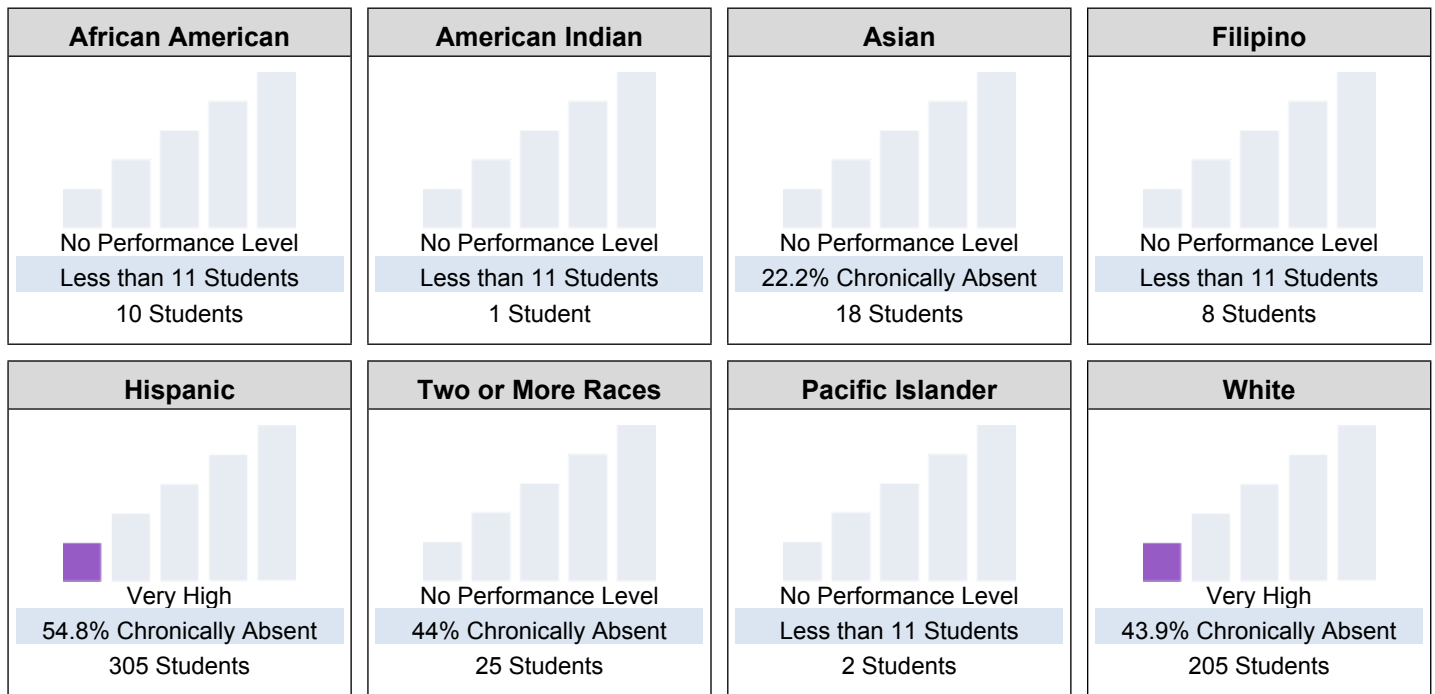 African American
No Performance Level
Less than 11 Students
10 Students
American Indian
No Performance Level
Less than 11 Students
1 Student
Asian
No Performance Level
22.2% Chronically Absent
18 Students
Filipino
No Performance Level
Less than 11 Students
8 Students
Hispanic
Very High
54.8% Chronically Absent
305 Students
Two or More Races
No Performance Level
44% Chronically Absent
25 Students
Pacific Islander
No Performance Level
Less than 11 Students
2 Students
White
Very High
43.9% Chronically Absent
205 Students